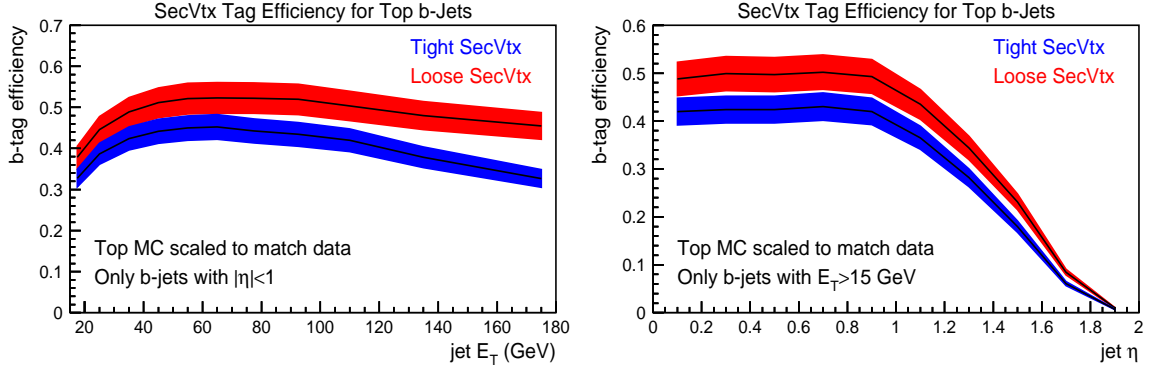 SecVtx Tag Efficiency for Top b-Jets
b-tag efficiency
0.7
0.6
0.5
0.4
0.3
0.2
0.1
0
Tight SecVtx
Loose SecVtx
Top MC scaled to match data
Only b-jets with |η|<1
20 40 60 80 100 120 140 160 180
jet E_T (GeV)
SecVtx Tag Efficiency for Top b-Jets
b-tag efficiency
0.6
0.5
0.4
0.3
0.2
0.1
0
Tight SecVtx
Loose SecVtx
Top MC scaled to match data
Only b-jets with E_T>15 GeV
0 0.2 0.4 0.6 0.8 1 1.2 1.4 1.6 1.8 2
jet η